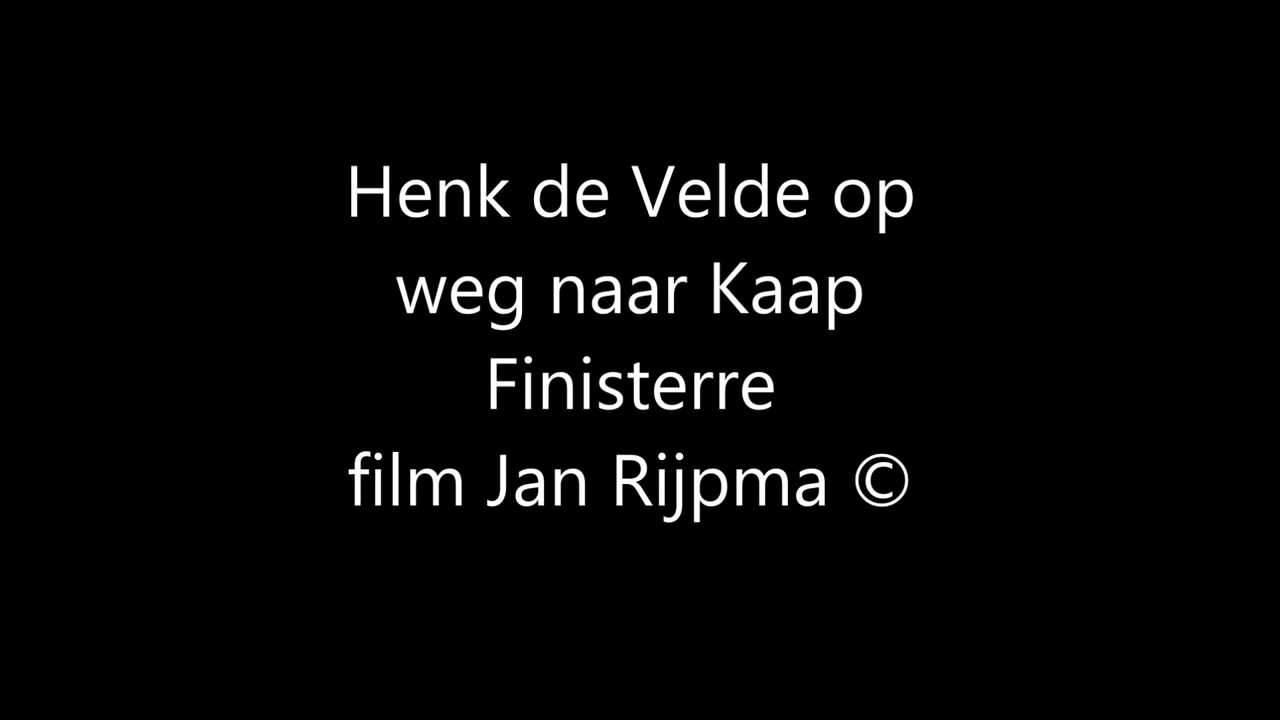 Henk de Velde op
weg naar Kaap
Finisterre
film Jan Rijpma ©